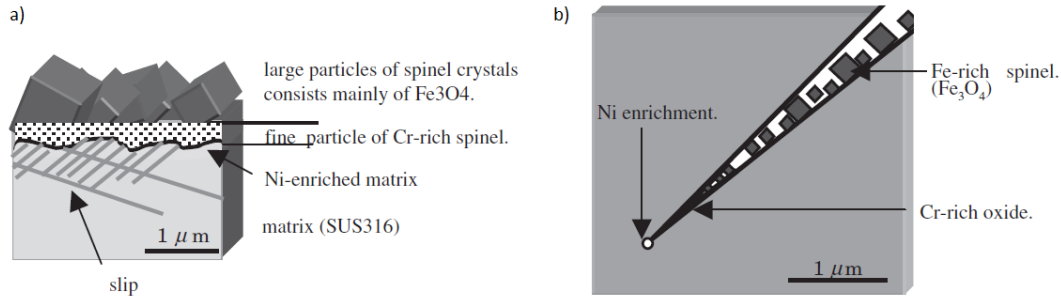 a)
large particles of spinel crystals
consists mainly of Fe3O4.
fine particle of Cr-rich spinel.
Ni-enriched matrix
matrix (SUS316)
1 μm
slip
b)
Fe-rich spinel.
(Fe₃O₄)
Ni enrichment.
Cr-rich oxide.
1 μm